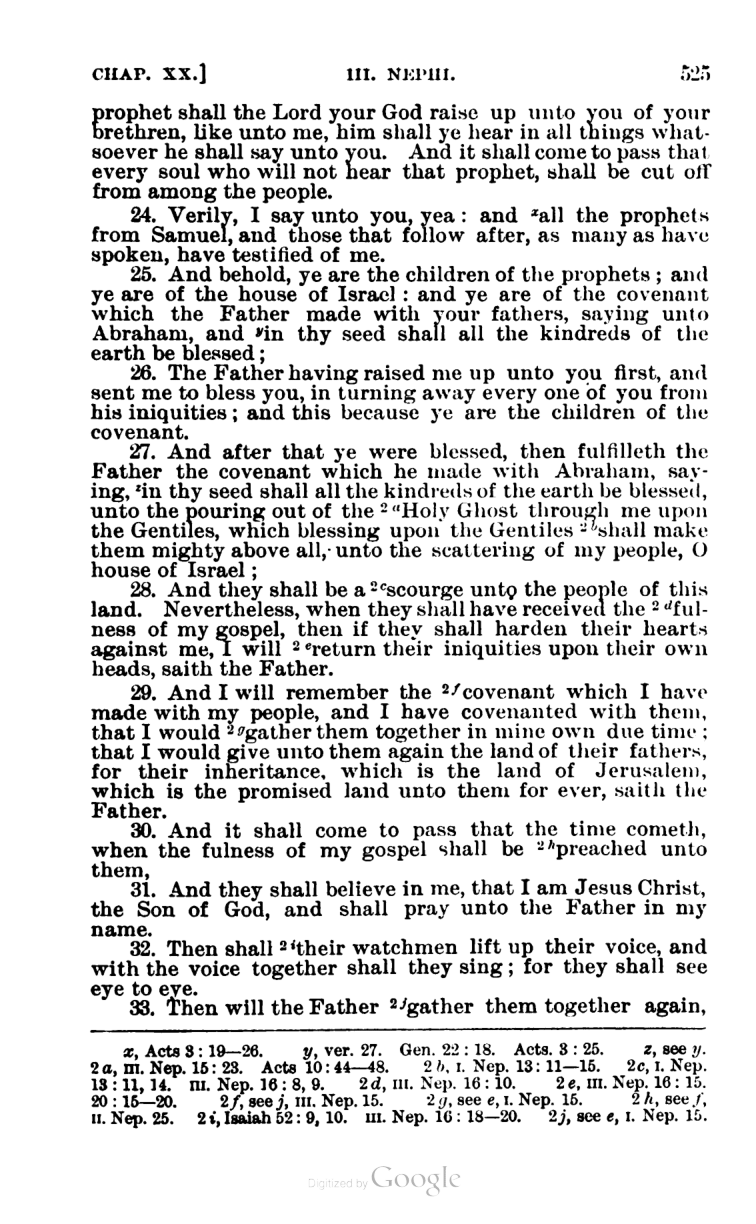 CHAP. XX.] III. NEPHI. 525
prophet shall the Lord your God raise up unto you of your
brethren, like unto me, him shall ye hear in all things what-
soever he shall say unto you. And it shall come to pass that
every soul who will not hear that prophet, shall be cut off
from among the people.
24. Verily, I say unto you, yea: and ˣall the prophets
from Samuel, and those that follow after, as many as have
spoken, have testified of me.
25. And behold, ye are the children of the prophets; and
ye are of the house of Israel: and ye are of the covenant
which the Father made with your fathers, saying unto
Abraham, and ʸin thy seed shall all the kindreds of the
earth be blessed;
26. The Father having raised me up unto you first, and
sent me to bless you, in turning away every one of you from
his iniquities; and this because ye are the children of the
covenant.
27. And after that ye were blessed, then fulfilleth the
Father the covenant which he made with Abraham, say-
ing, ᶻin thy seed shall all the kindreds of the earth be blessed,
unto the pouring out of the ²ᵃHoly Ghost through me upon
the Gentiles, which blessing upon the Gentiles ²ᵇshall make
them mighty above all, unto the scattering of my people, O
house of Israel;
28. And they shall be a ²ᶜscourge unto the people of this
land. Nevertheless, when they shall have received the ²ᵈful-
ness of my gospel, then if they shall harden their hearts
against me, I will ²ᵉreturn their iniquities upon their own
heads, saith the Father.
29. And I will remember the ²ᶠcovenant which I have
made with my people, and I have covenanted with them,
that I would ²ᵍgather them together in mine own due time;
that I would give unto them again the land of their fathers,
for their inheritance, which is the land of Jerusalem,
which is the promised land unto them for ever, saith the
Father.
30. And it shall come to pass that the time cometh,
when the fulness of my gospel shall be ²ʰpreached unto
them,
31. And they shall believe in me, that I am Jesus Christ,
the Son of God, and shall pray unto the Father in my
name.
32. Then shall ²ⁱtheir watchmen lift up their voice, and
with the voice together shall they sing; for they shall see
eye to eye.
33. Then will the Father ²ʲgather them together again,
x, Acts 3:19—26. y, ver. 27. Gen. 22:18. Acts. 3:25. z, see y.
2a, III. Nep. 15:23. Acts 10:44—48. 2b, I. Nep. 13:11—15. 2c, I. Nep.
13:11, 14. III. Nep. 16:8, 9. 2d, III. Nep. 16:10. 2e, III. Nep. 16:15.
20:15—20. 2f, see j, III. Nep. 15. 2g, see e, I. Nep. 15. 2h, see f,
II. Nep. 25. 2i, Isaiah 52:9, 10. III. Nep. 16:18—20. 2j, see e, I. Nep. 15.
Digitized by Google